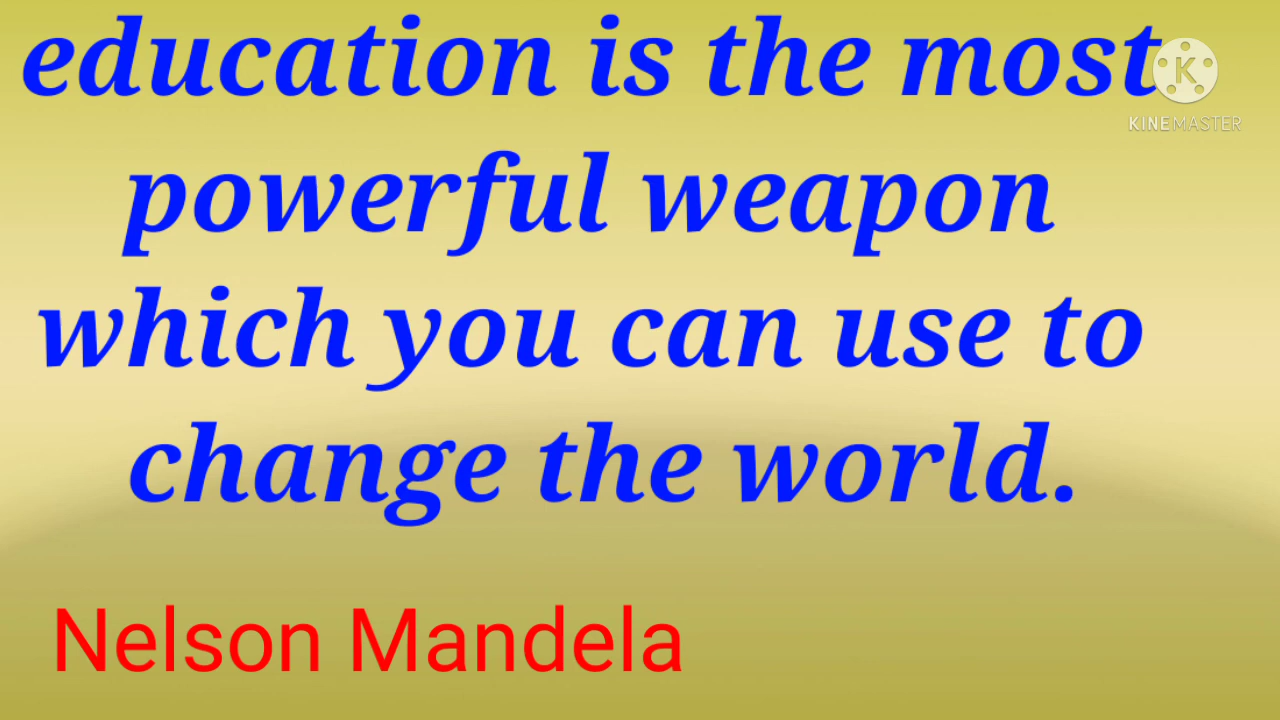 education is the most
K
KINEMASTER
powerful weapon
which you can use to
change the world.
Nelson Mandela